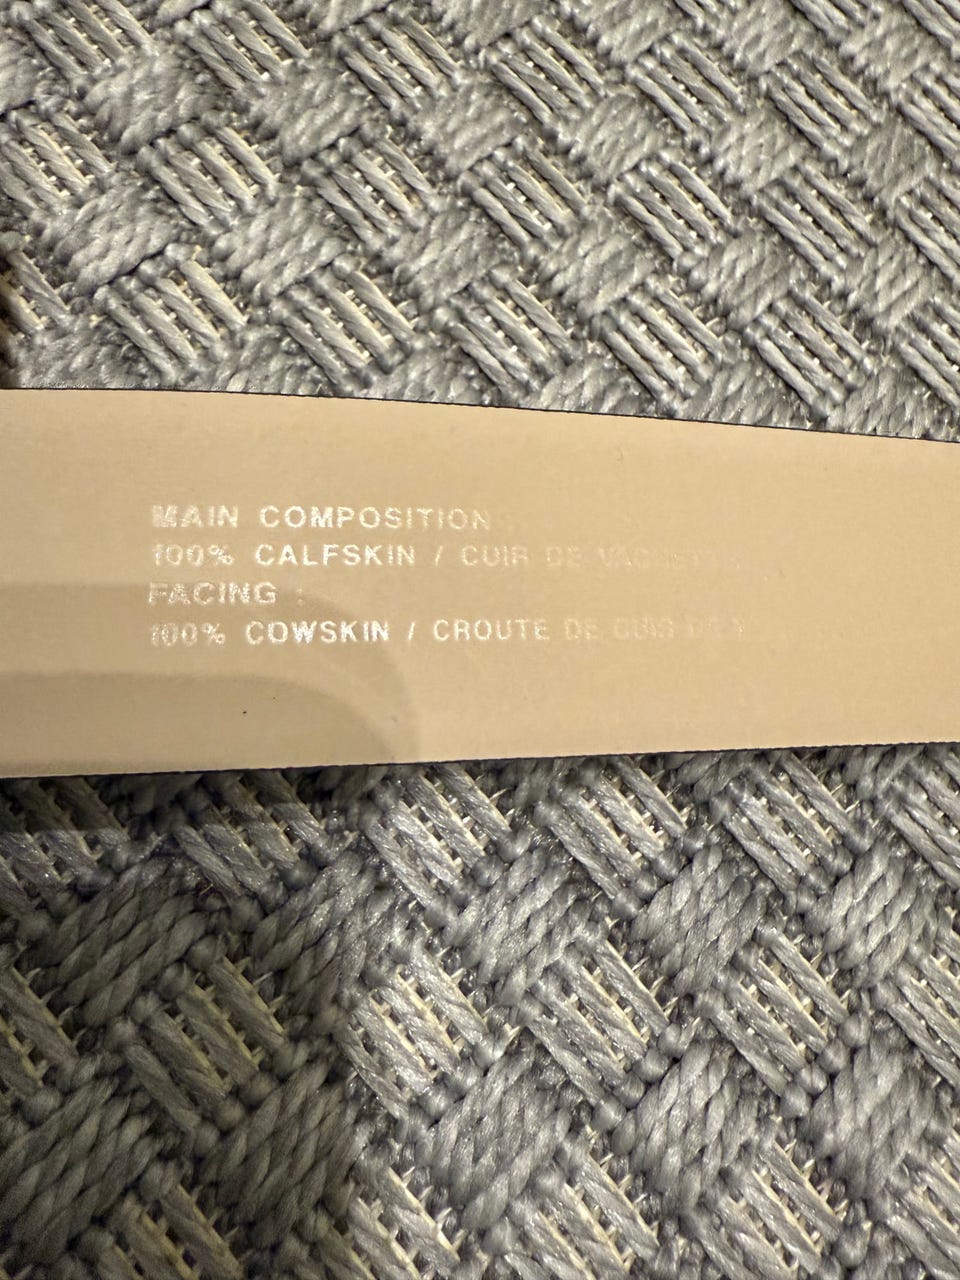 MAIN COMPOSITION
100% CALFSKIN / CUIR DE
FACING :
100% COWSKIN / CROUTE DE